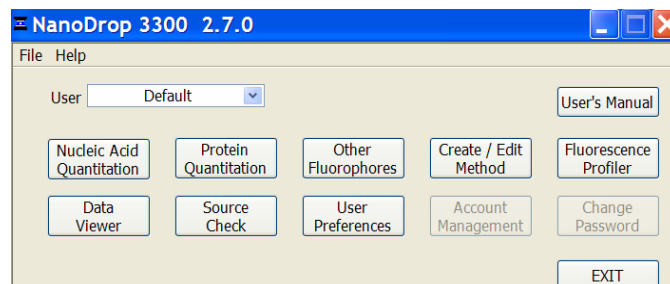 NanoDrop 3300 2.7.0
File Help
User Default
User's Manual
Nucleic Acid
Quantitation
Protein
Quantitation
Other
Fluorophores
Create / Edit
Method
Fluorescence
Profiler
Data
Viewer
Source
Check
User
Preferences
Account
Management
Change
Password
EXIT